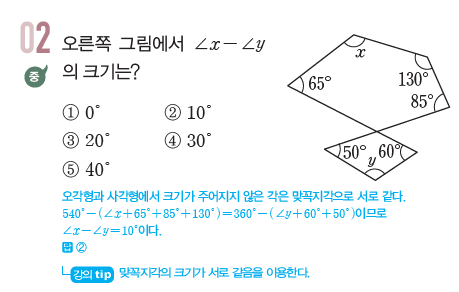 02 오른쪽 그림에서 ∠x－∠y
중 의 크기는?
① 0° ② 10°
③ 20° ④ 30°
⑤ 40°
x
65°
130°
85°
50° y 60°
오각형과 사각형에서 크기가 주어지지 않은 각은 맞꼭지각으로 서로 같다.
540°－(∠x＋65°＋85°＋130°)＝360°－(∠y＋60°＋50°)이므로
∠x－∠y＝10°이다.
답 ②
강의 tip 맞꼭지각의 크기가 서로 같음을 이용한다.